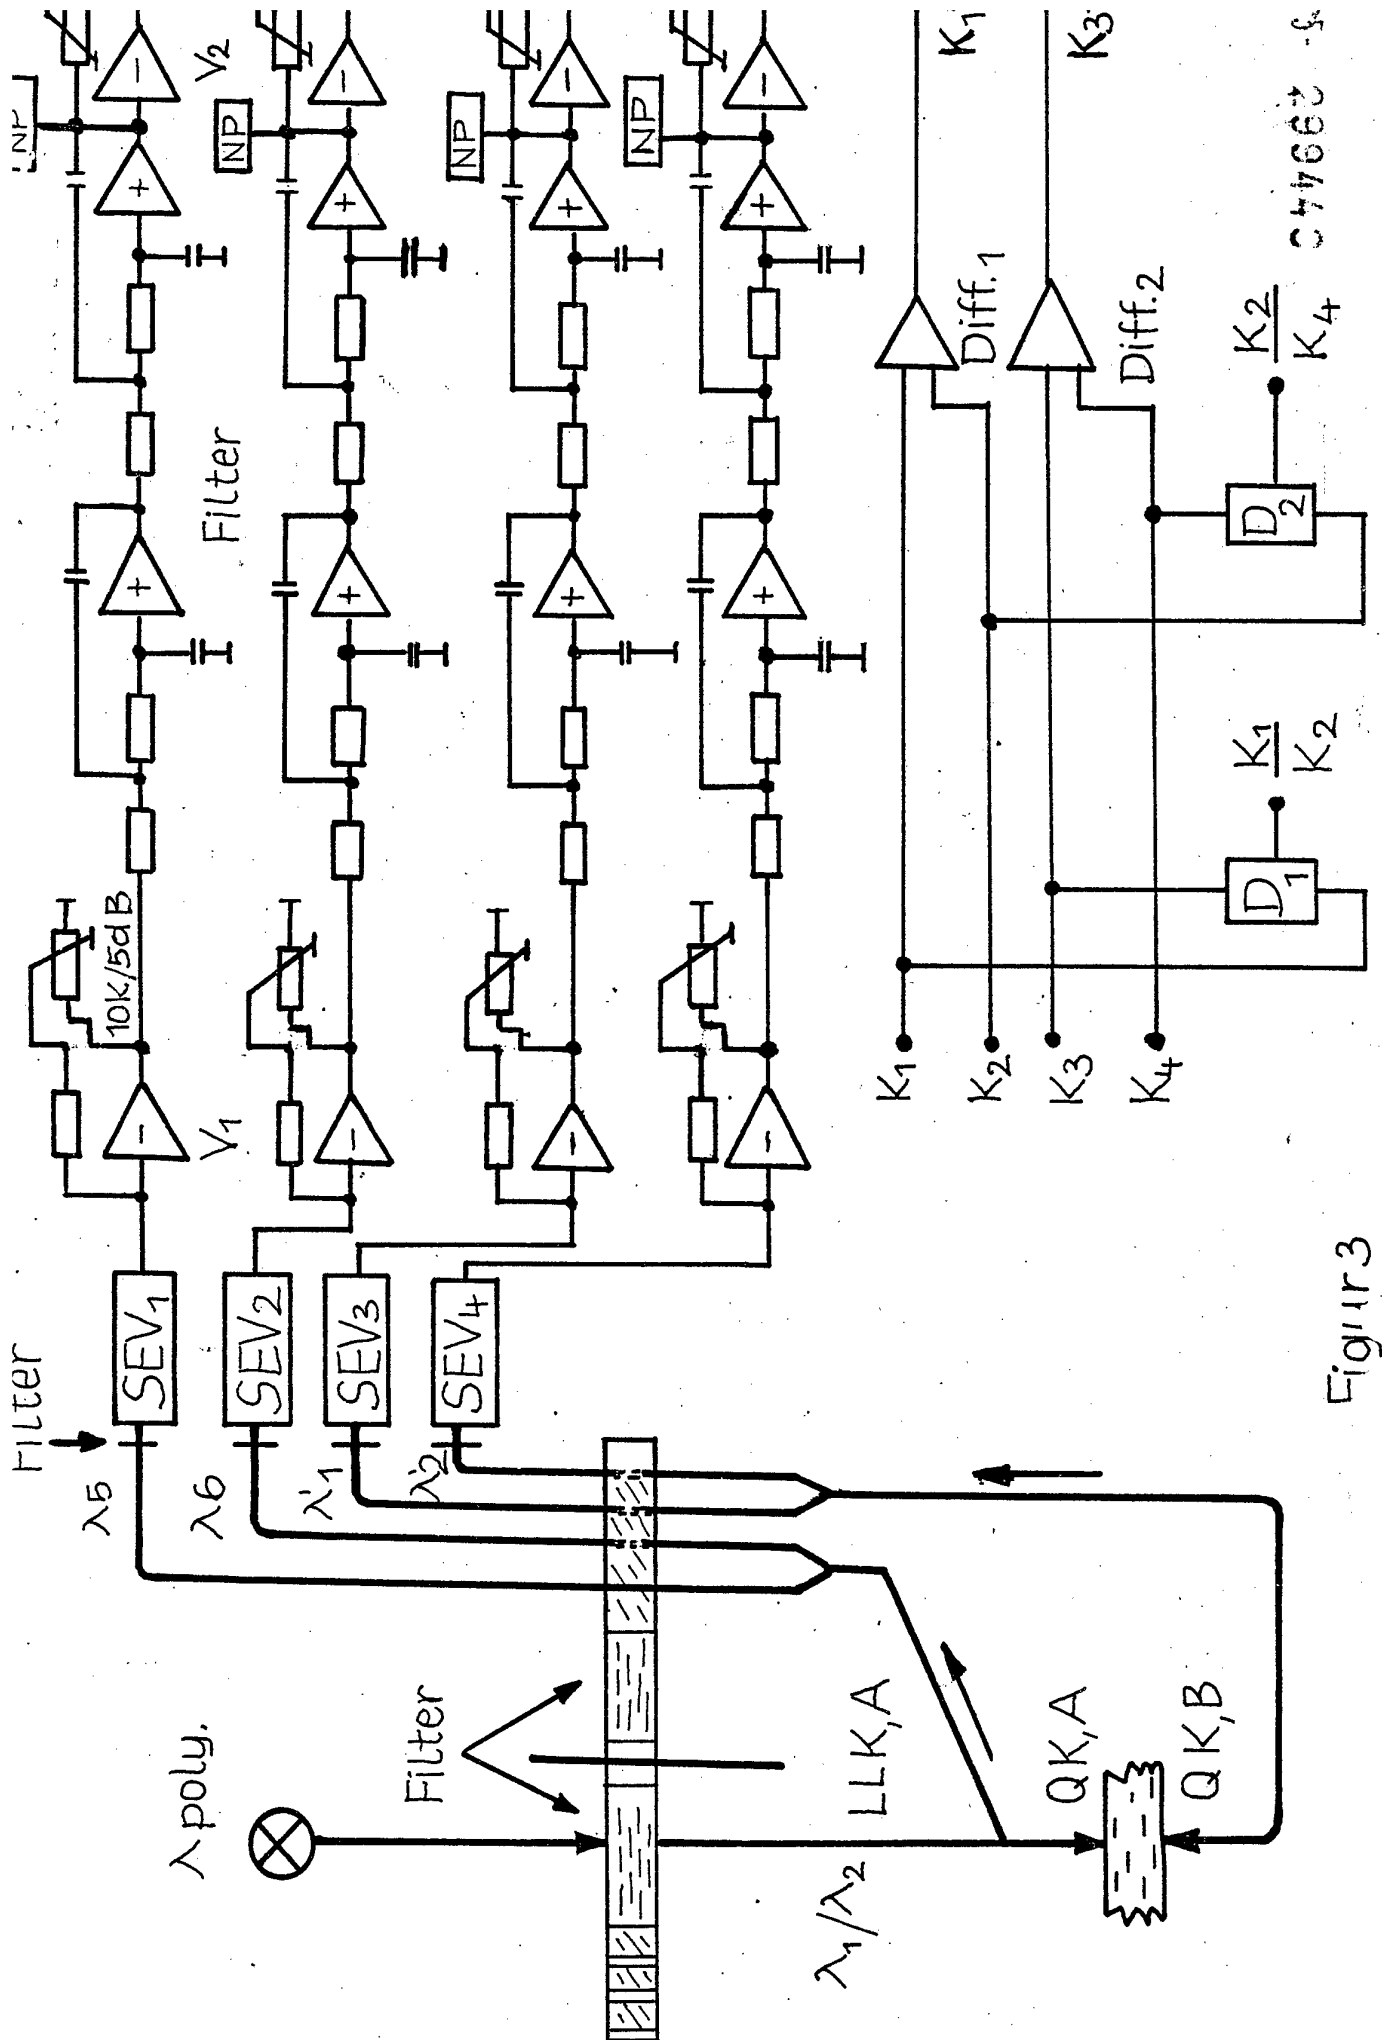 λ poly.
Filter
λ1/λ2
LLK,A
QK,A
QK,B
Filter
λ5
λ6
λ'1
λ'2
SEV1
SEV2
SEV3
SEV4
V1
10K/5dB
Filter
NP
NP
NP
NP
V2
K1
K2
K3
K4
D1
K1
K2
D2
K2
K4
Diff.1
Diff.2
K1
K3
Figur 3